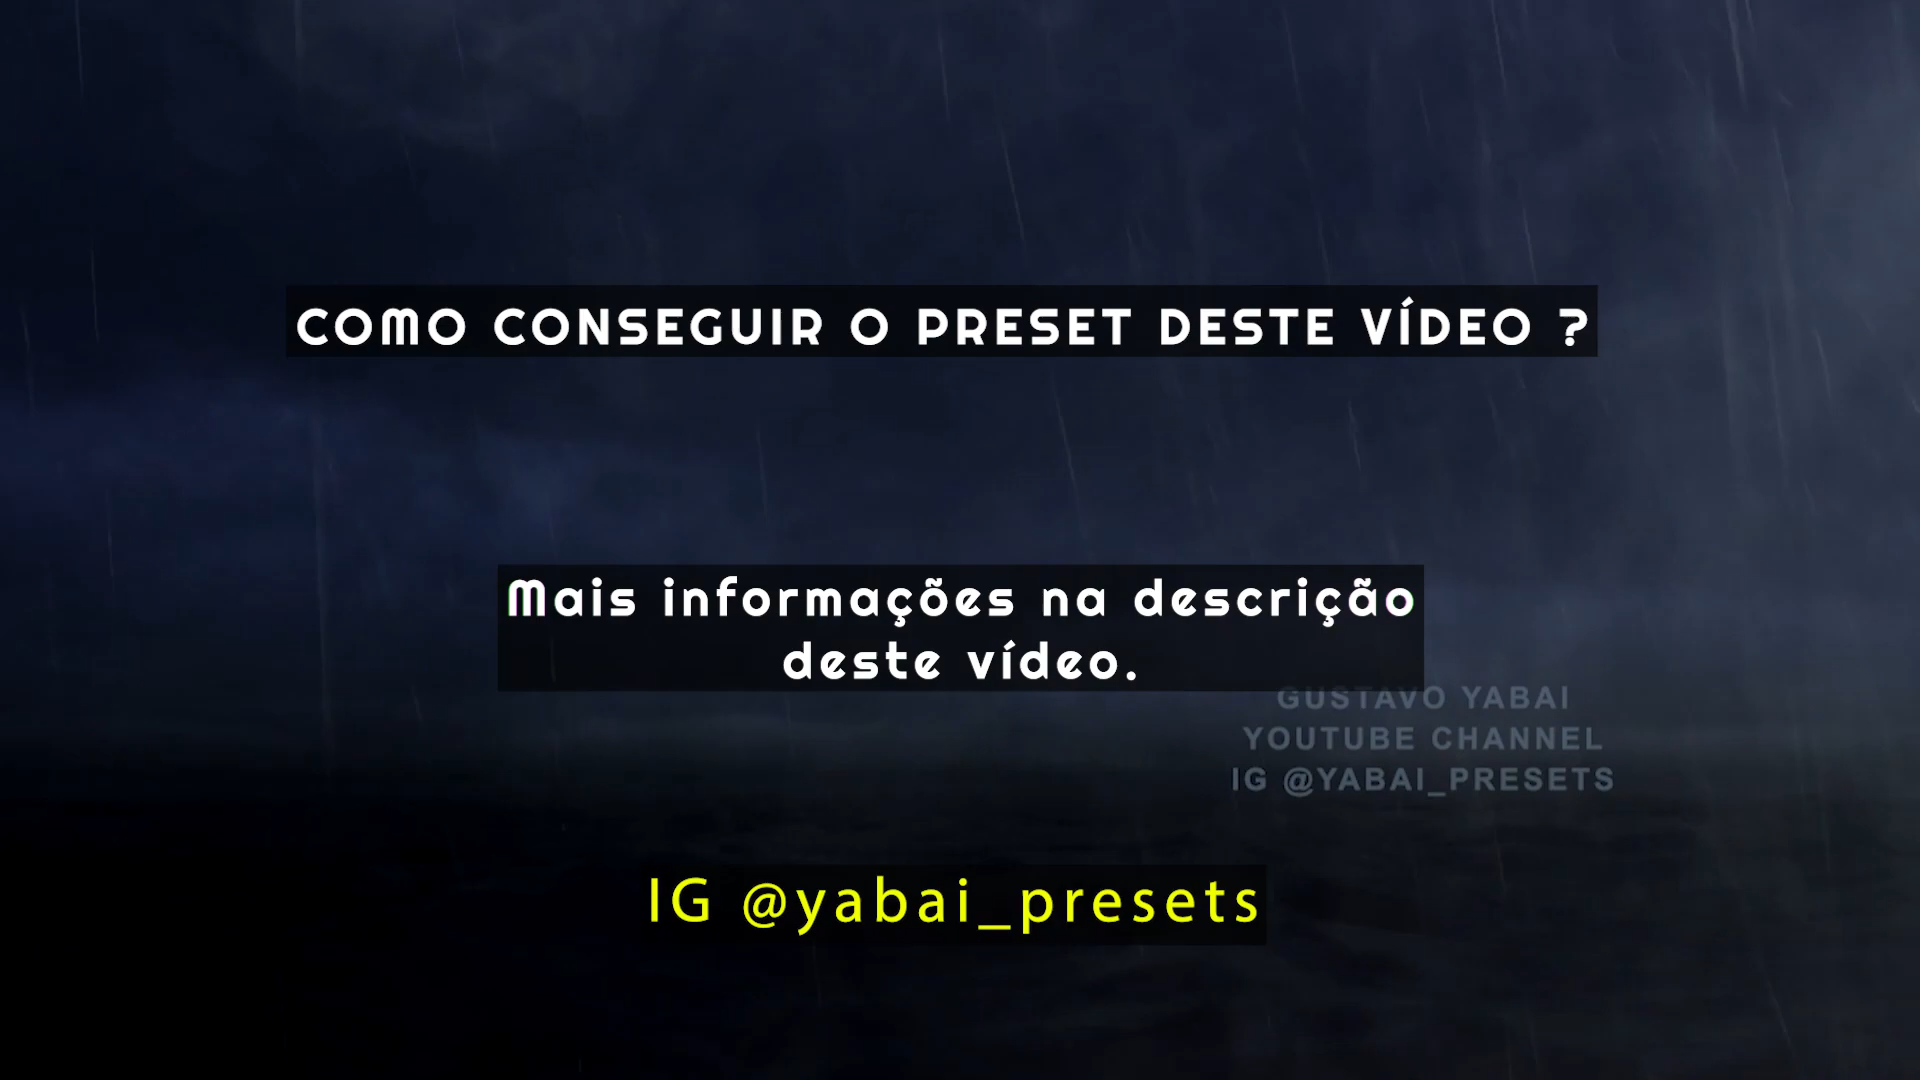 COMO CONSEGUIR O PRESET DESTE VÍDEO ?
Mais informações na descrição
deste vídeo.
GUSTAVO YABAI
YOUTUBE CHANNEL
IG @YABAI_PRESETS
IG @yabai_presets